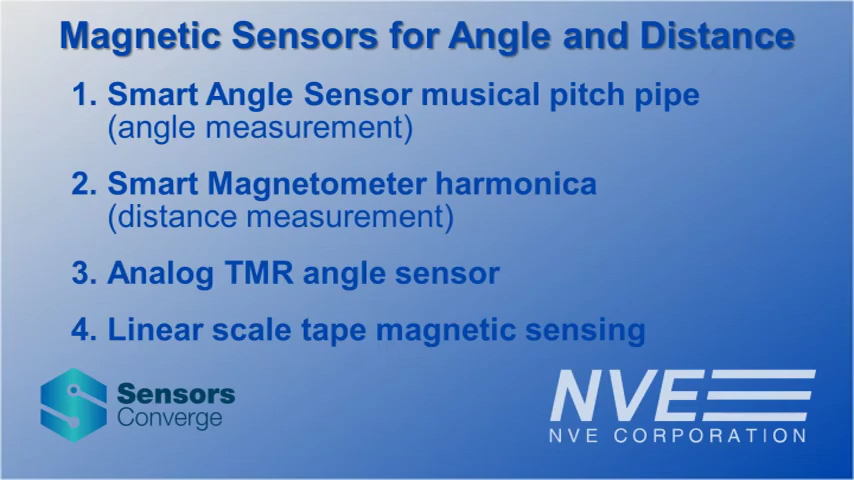 Magnetic Sensors for Angle and Distance
1. Smart Angle Sensor musical pitch pipe
(angle measurement)
2. Smart Magnetometer harmonica
(distance measurement)
3. Analog TMR angle sensor
4. Linear scale tape magnetic sensing
Sensors
Converge
NVE
NVE CORPORATION